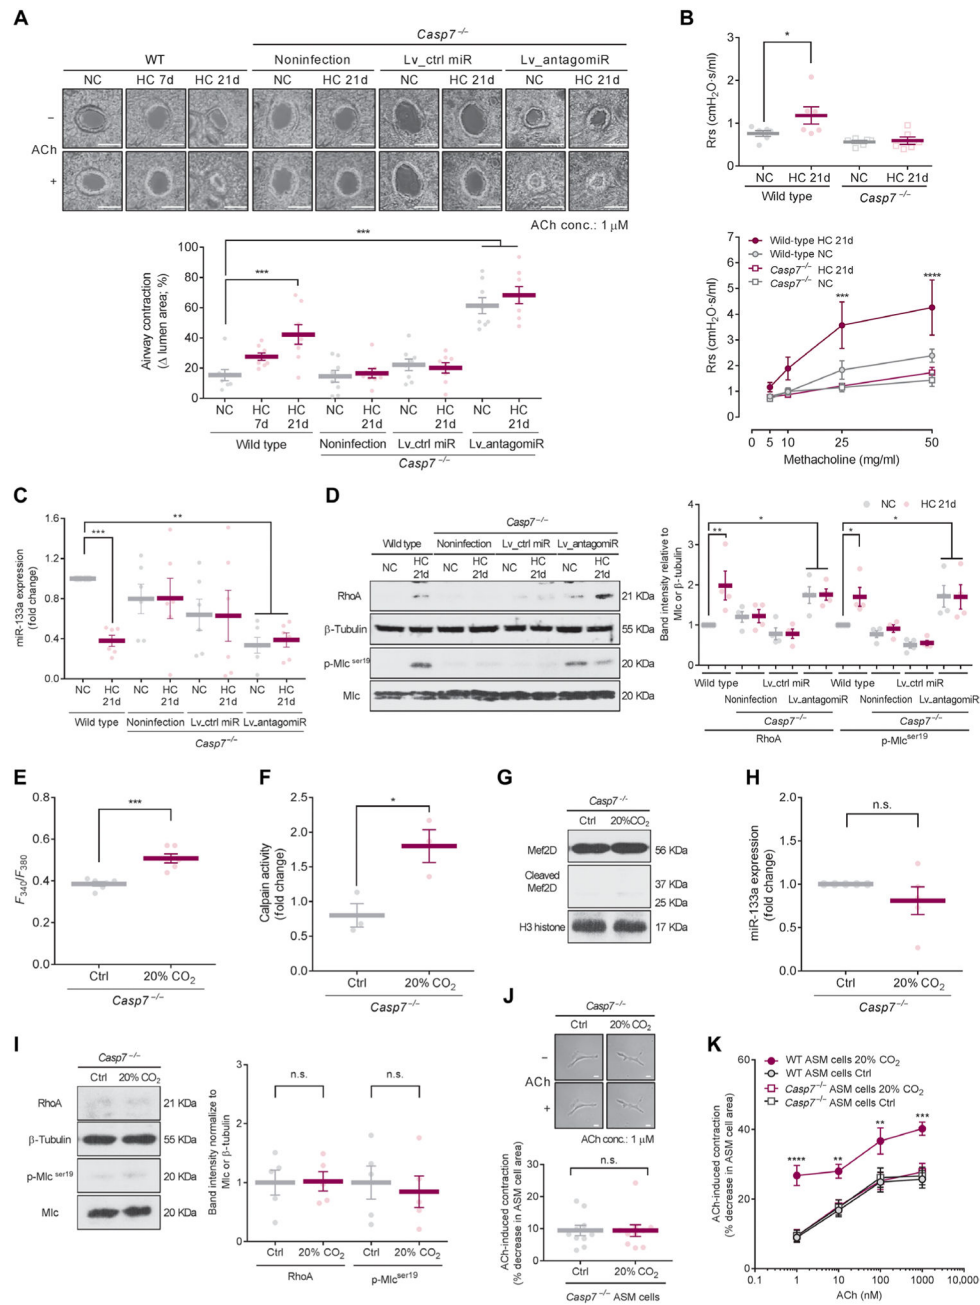 A
Casp7 –/–
WT
Noninfection
Lv_ctrl miR
Lv_antagomiR
NC HC 7d HC 21d NC HC 21d NC HC 21d NC HC 21d
–
ACh
+
ACh conc.: 1 µM
Airway contraction
(Δ lumen area; %)
100
80
60
40
20
0
***
***
NC HC 7d HC 21d NC HC 21d NC HC 21d NC HC 21d
Wild type
Noninfection Lv_ctrl miR Lv_antagomiR
Casp7 –/–
B
Rrs (cmH2O·s/ml)
3
2
1
0
*
NC HC 21d NC HC 21d
Wild type Casp7 –/–
Rrs (cmH2O·s/ml)
7
6
5
4
3
2
1
0
Wild-type HC 21d
Wild-type NC
Casp7–/– HC 21d
Casp7–/– NC
***
****
0 5 10 25 50
Methacholine (mg/ml)
C
miR-133a expression
(fold change)
1.6
1.2
0.8
0.4
0.0
***
**
NC HC 21d NC HC 21d NC HC 21d NC HC 21d
Wild type Noninfection Lv_ctrl miR Lv_antagomiR
Casp7 –/–
D
Casp7 –/–
Wild type Noninfection Lv_ctrl miR Lv_antagomiR
NC HC 21d NC HC 21d NC HC 21d NC HC 21d
RhoA 21 KDa
β-Tubulin 55 KDa
p-Mlc ser19 20 KDa
Mlc 20 KDa
NC HC 21d
Band intensity relative to
Mlc or β-tubulin
4
3
2
1
0
**
*
*
*
Wild type Lv_ctrl miR Wild type Lv_ctrl miR
Noninfection Lv_antagomiR Noninfection Lv_antagomiR
Casp7 –/– Casp7 –/–
RhoA p-Mlcser19
E
F340/F380
0.8
0.6
0.4
0.2
0.0
***
Ctrl 20% CO2
Casp7 –/–
F
Calpain activity
(fold change)
2.5
2.0
1.5
1.0
0.5
0.0
*
Ctrl 20% CO2
Casp7 –/–
G
Casp7 –/–
Ctrl 20%CO2
Mef2D 56 KDa
Cleaved
Mef2D
37 KDa
25 KDa
H3 histone 17 KDa
H
miR-133a expression
(fold change)
2.0
1.5
1.0
0.5
0.0
n.s.
Ctrl 20% CO2
Casp7 –/–
I
Casp7 –/–
Ctrl 20% CO2
RhoA 21 KDa
β-Tubulin 55 KDa
p-Mlc ser19 20 KDa
Mlc 20 KDa
Band intensity normalize to
Mlc or β-tubulin
3
2
1
0
n.s. n.s.
Ctrl 20% CO2 Ctrl 20% CO2
RhoA p-Mlcser19
J
Casp7 –/–
Ctrl 20% CO2
–
ACh
+
ACh conc.: 1 µM
ACh-induced contraction
(% decrease in ASM cell area)
30
20
10
0
n.s.
Ctrl 20% CO2
Casp7 –/– ASM cells
K
WT ASM cells 20% CO2
WT ASM cells Ctrl
Casp7–/– ASM cells 20% CO2
Casp7–/– ASM cells Ctrl
ACh-induced contraction
(% decrease in ASM cell area)
60
40
20
0
****
**
**
***
0.1 1 10 100 1000 10,000
ACh (nM)